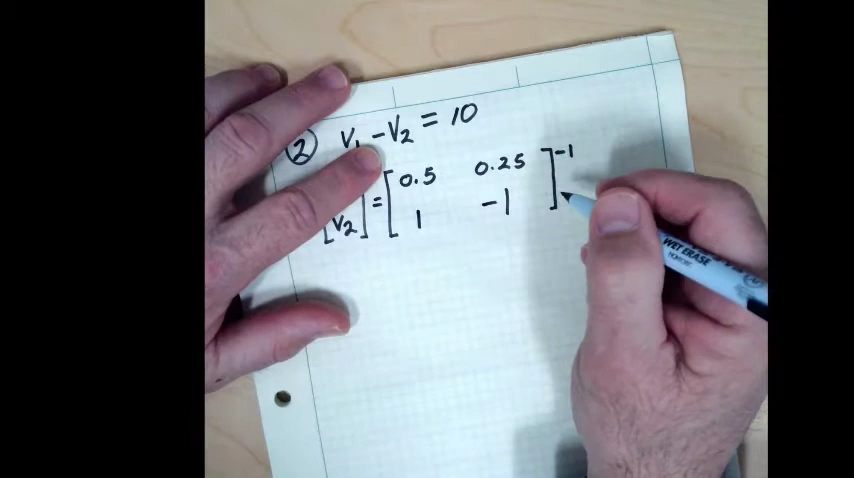 ② V₁ - V₂ = 10
[V₂] = [0.5 0.25]⁻¹
1 -1
WET ERASE